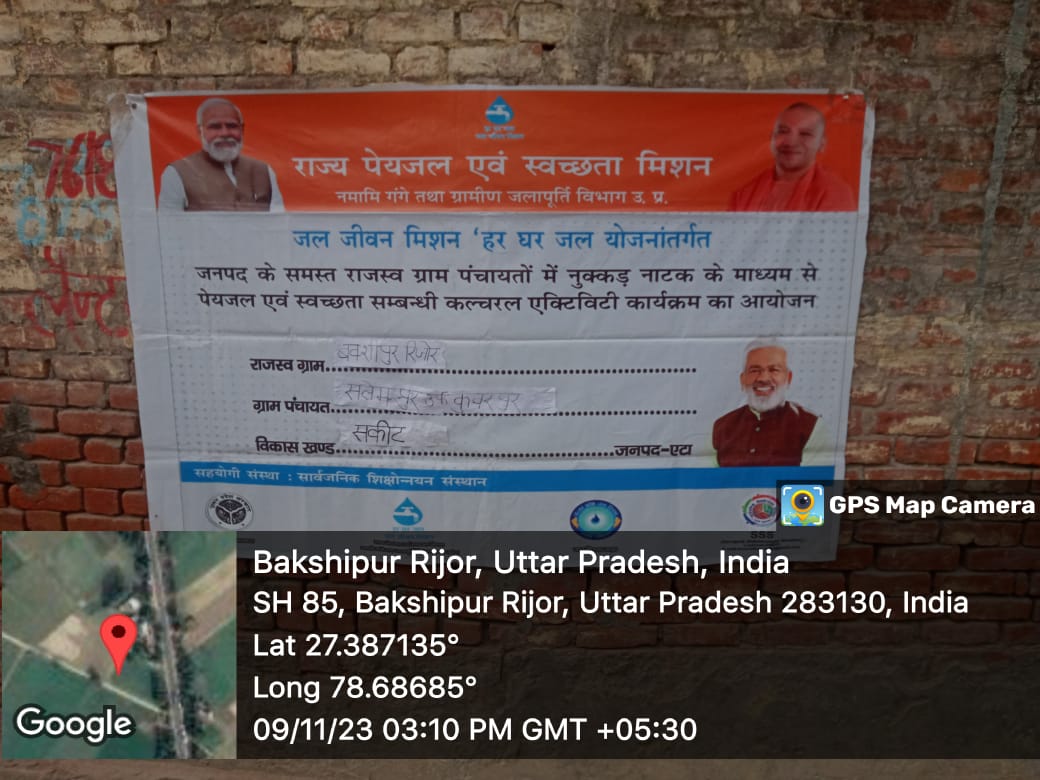 राज्य पेयजल एवं स्वच्छता मिशन
नमामि गंगे तथा ग्रामीण जलापूर्ति विभाग उ. प्र.
जल जीवन मिशन ‘हर घर जल योजनांतर्गत
जनपद के समस्त राजस्व ग्राम पंचायतों में नुक्कड़ नाटक के माध्यम से
पेयजल एवं स्वच्छता सम्बन्धी कल्चरल एक्टिविटी कार्यक्रम का आयोजन
राजस्व ग्राम.......... रिजोर
ग्राम पंचायत..........
विकास खण्ड.......... सकीट ..........जनपद-एटा
सहयोगी संस्था : सार्वजनिक शिक्षोन्नयन संस्थान
SSS
GPS Map Camera
Bakshipur Rijor, Uttar Pradesh, India
SH 85, Bakshipur Rijor, Uttar Pradesh 283130, India
Lat 27.387135°
Long 78.68685°
09/11/23 03:10 PM GMT +05:30
Google